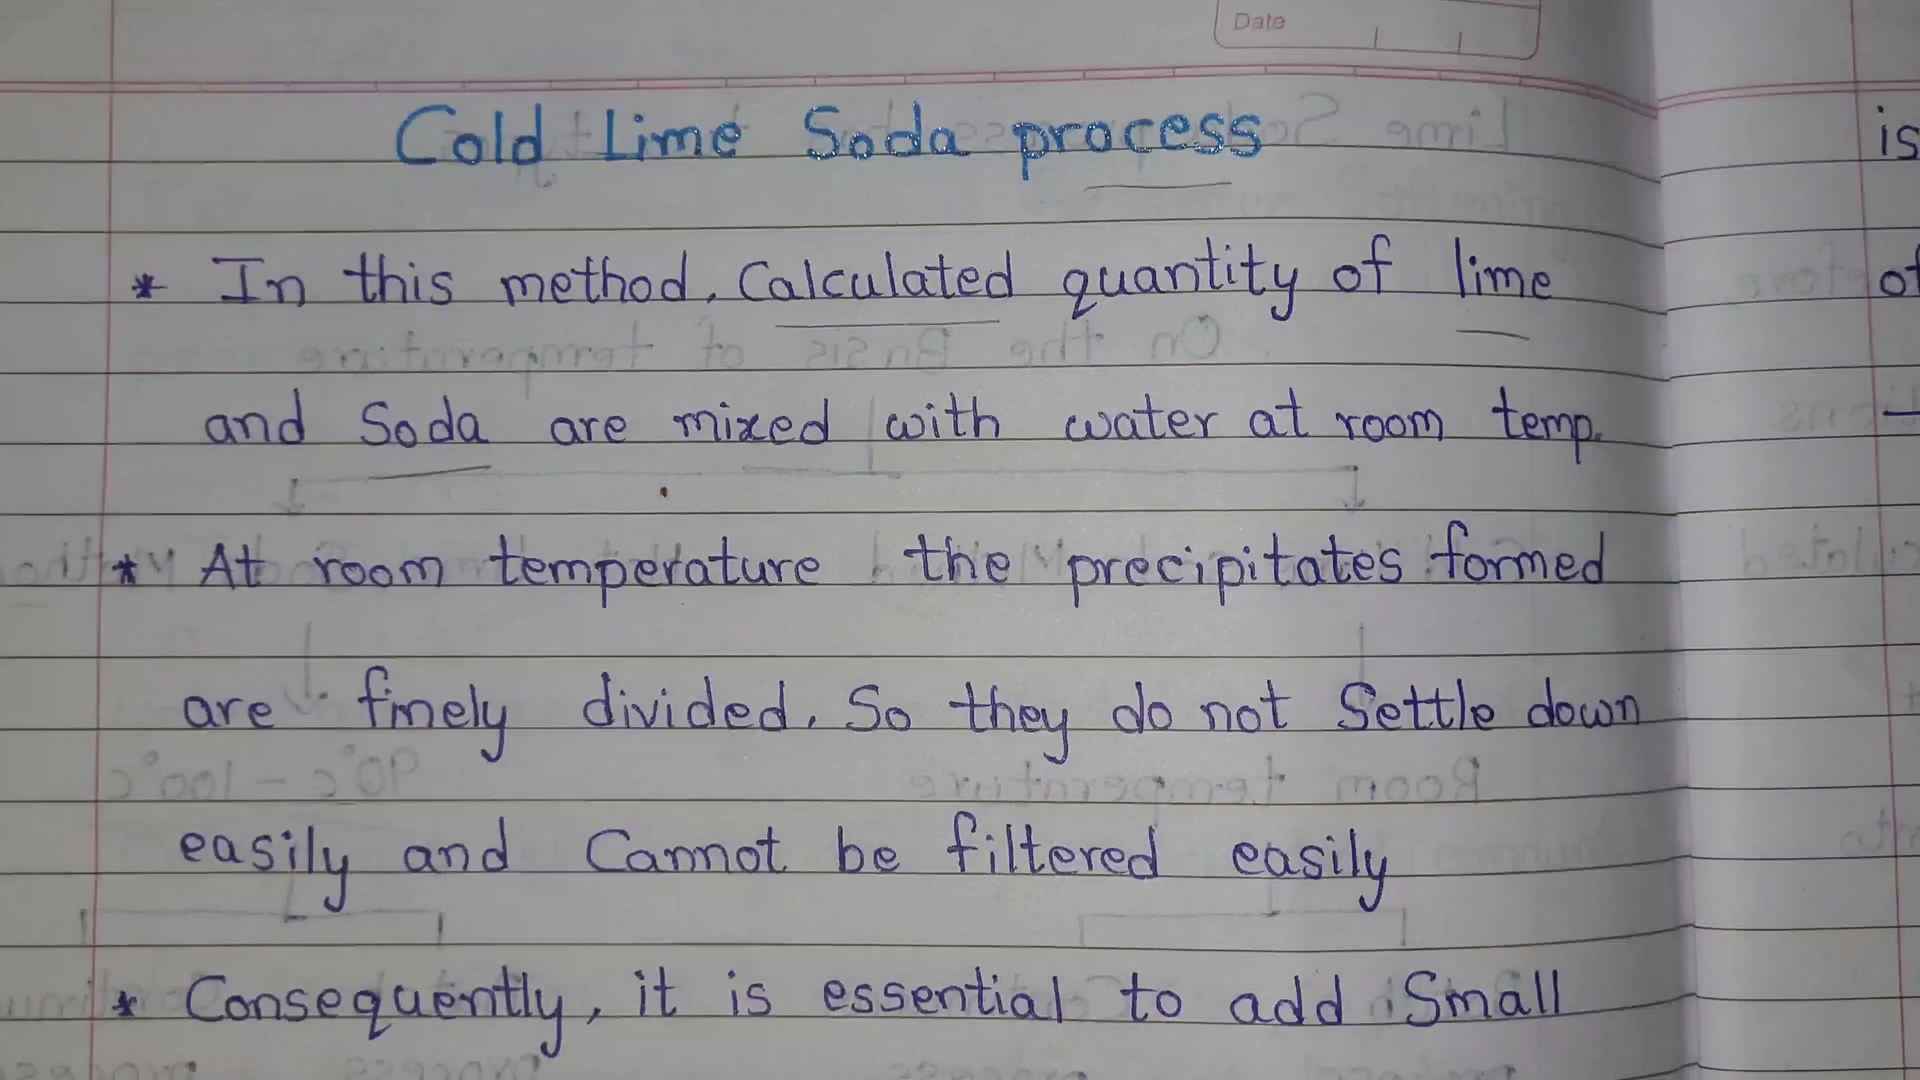 Date
Cold Lime Soda process
* In this method, Calculated quantity of lime
and Soda are mixed with water at room temp.
* At room temperature the precipitates formed
are finely divided, So they do not Settle down
easily and Cannot be filtered easily
* Consequently, it is essential to add Small
is
of